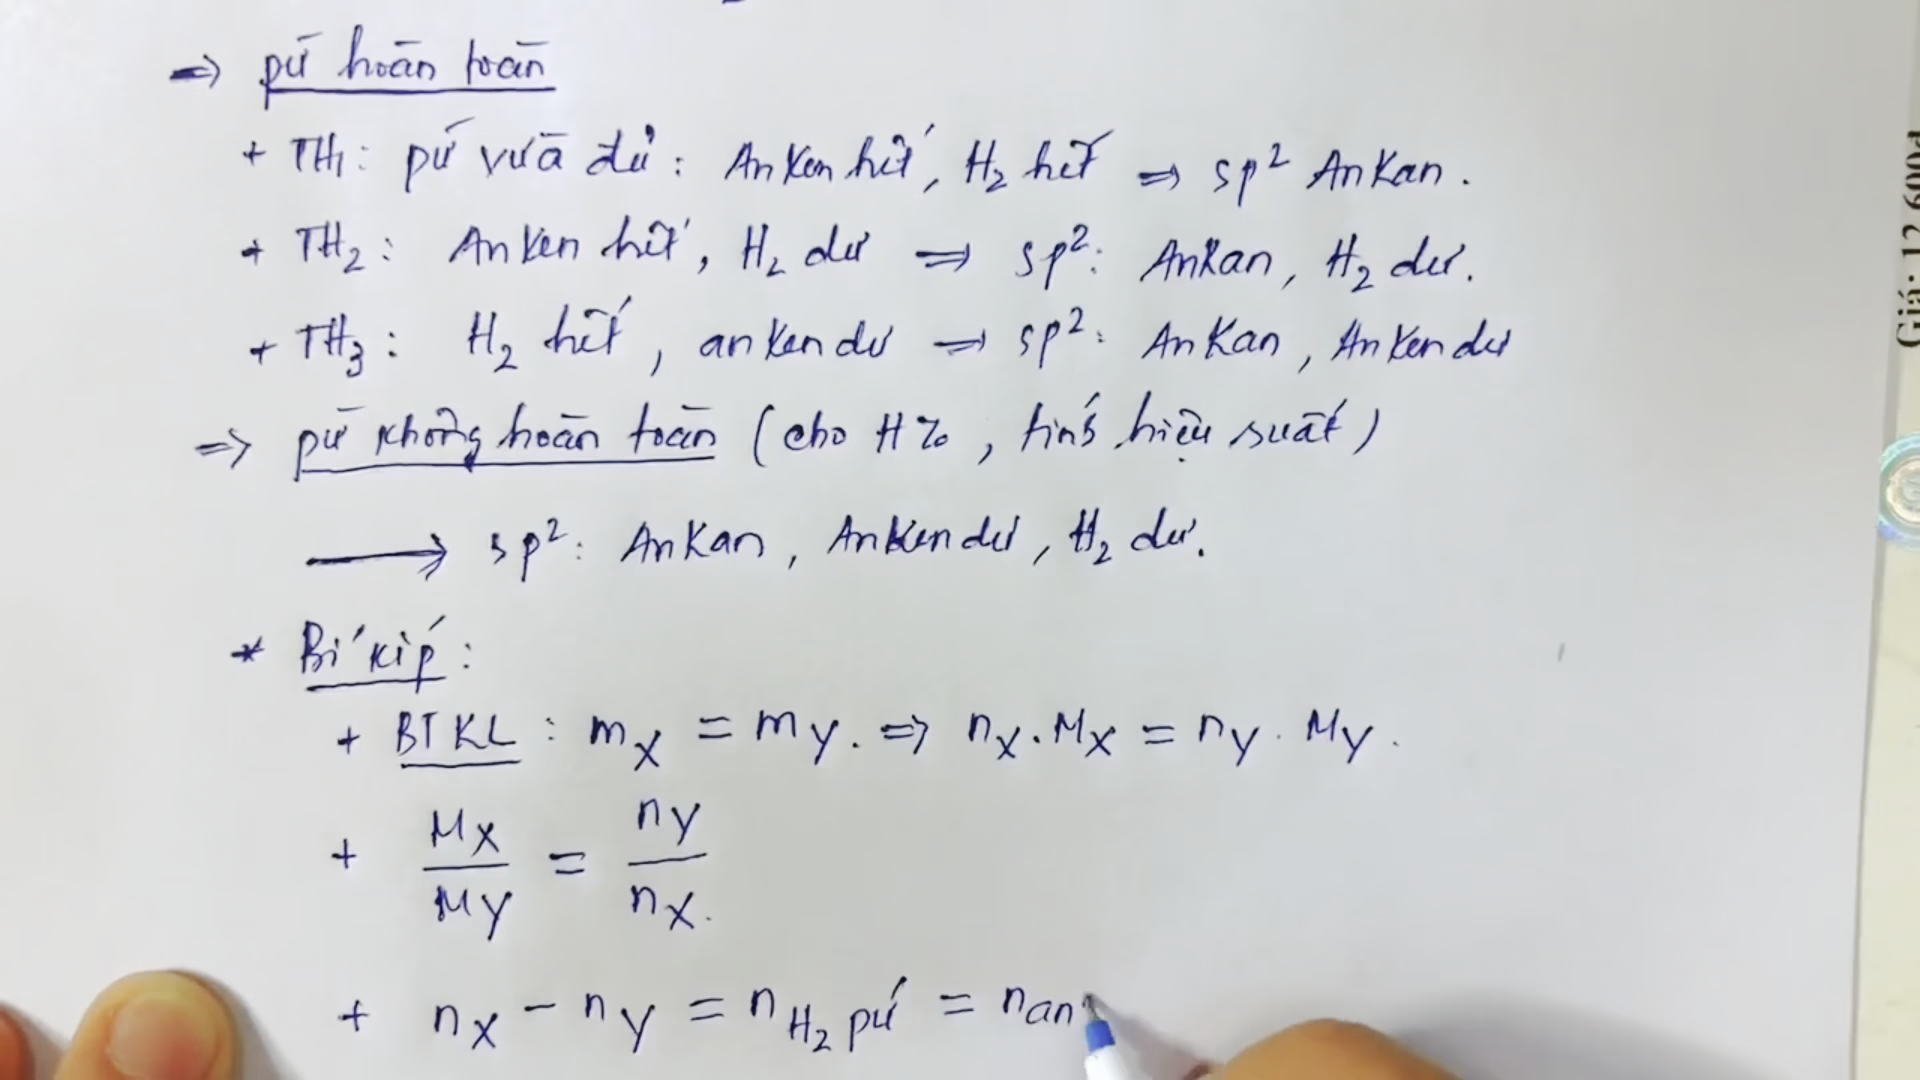 ⇒ pứ hoàn toàn
+ TH1: pứ vừa đủ: Anken hết, H2 hết ⇒ sp² Ankan.
+ TH2: Anken hết, H2 dư ⇒ sp²: Ankan, H2 dư.
+ TH3: H2 hết, anken dư ⇒ sp²: Ankan, Anken dư
⇒ pứ không hoàn toàn (cho H%, tính hiệu suất)
⟶ sp²: Ankan, Anken dư, H2 dư.
* Bí kíp:
+ BTKL: mX = mY. ⇒ nX.MX = nY.MY.
+ MX/MY = nY/nX.
+ nX - nY = nH2 pứ = nan
Giá: 12.600đ